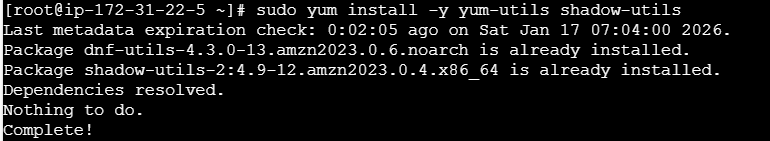 [root@ip-172-31-22-5 ~]# sudo yum install -y yum-utils shadow-utils
Last metadata expiration check: 0:02:05 ago on Sat Jan 17 07:04:00 2026.
Package dnf-utils-4.3.0-13.amzn2023.0.6.noarch is already installed.
Package shadow-utils-2:4.9-12.amzn2023.0.4.x86_64 is already installed.
Dependencies resolved.
Nothing to do.
Complete!